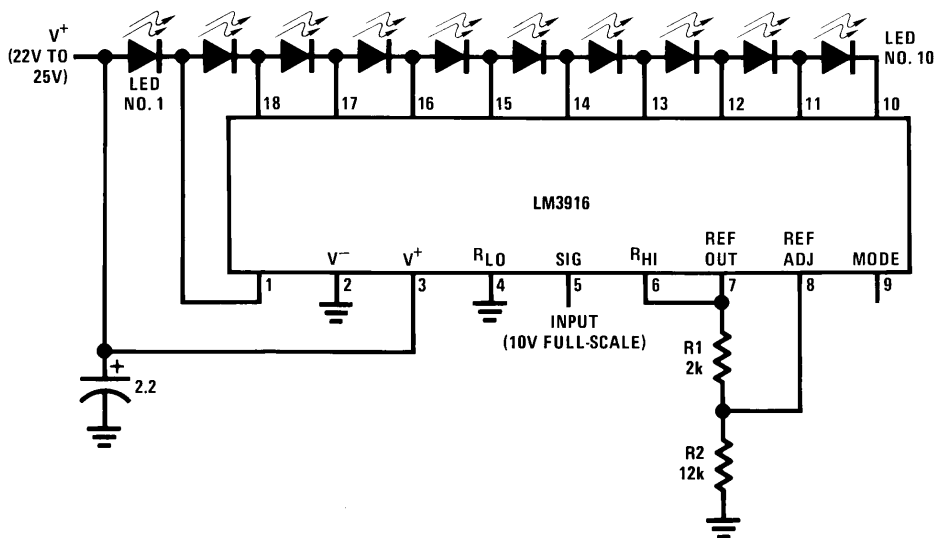 V+
(22V TO
25V)
LED
NO. 1
LED
NO. 10
18
17
16
15
14
13
12
11
10
LM3916
V−
V+
RLO
SIG
RHI
REF
OUT
REF
ADJ
MODE
1
2
3
4
5
6
7
8
9
INPUT
(10V FULL-SCALE)
+
2.2
R1
2k
R2
12k